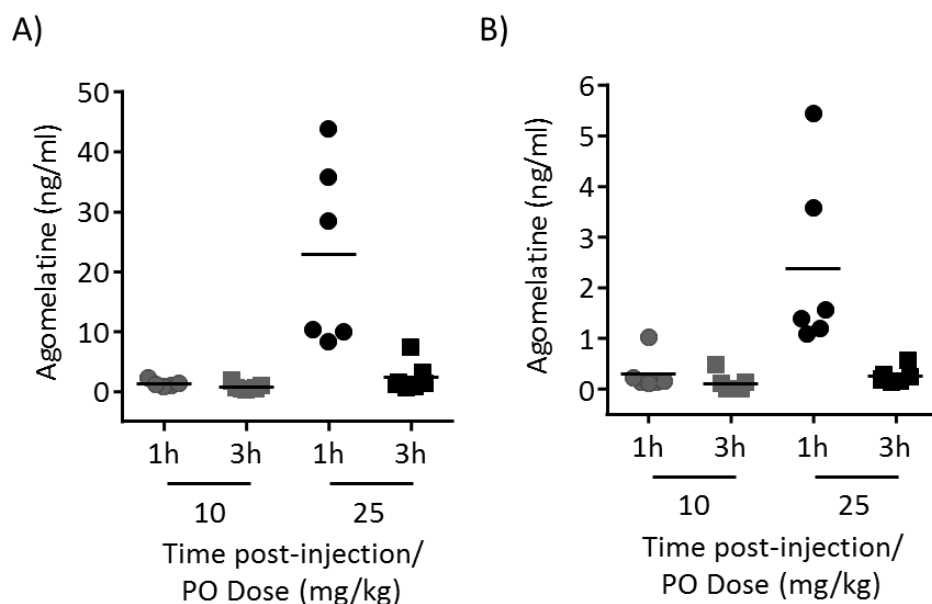 A)
Agomelatine (ng/ml)
50
40
30
20
10
0
1h 3h 1h 3h
10 25
Time post-injection/
PO Dose (mg/kg)
B)
Agomelatine (ng/ml)
6
5
4
3
2
1
0
1h 3h 1h 3h
10 25
Time post-injection/
PO Dose (mg/kg)